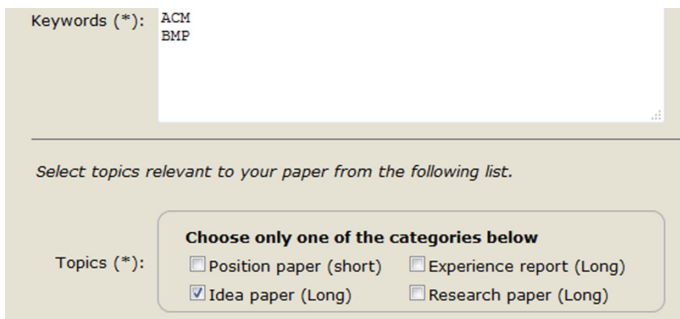 Keywords (*): ACM
BMP
Select topics relevant to your paper from the following list.
Choose only one of the categories below
Topics (*):
Position paper (short) Experience report (Long)
Idea paper (Long) Research paper (Long)